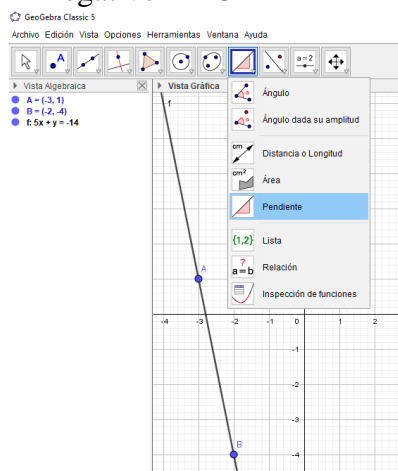 GeoGebra Classic 5
Archivo Edición Vista Opciones Herramientas Ventana Ayuda
A
a=2
Vista Algebraica
Vista Gráfica
A = (-3, 1)
B = (-2, -4)
f: 5x + y = -14
f
Ángulo
Ángulo dada su amplitud
cm
Distancia o Longitud
cm²
Área
Pendiente
{1,2}
Lista
?
a=b
Relación
Inspección de funciones
A
-4 -3 -2 -1 0 1 2
-1
-2
-3
B
-4